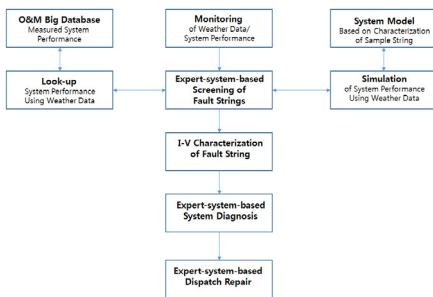 O&M Big Database
Measured System
Performance
Monitoring
of Weather Data/
System Performance
System Model
Based on Characterization
of Sample String
Look-up
System Performance
Using Weather Data
Expert-system-based
Screening of
Fault Strings
Simulation
of System Performance
Using Weather Data
I-V Characterization
of Fault String
Expert-system-based
System Diagnosis
Expert-system-based
Dispatch Repair